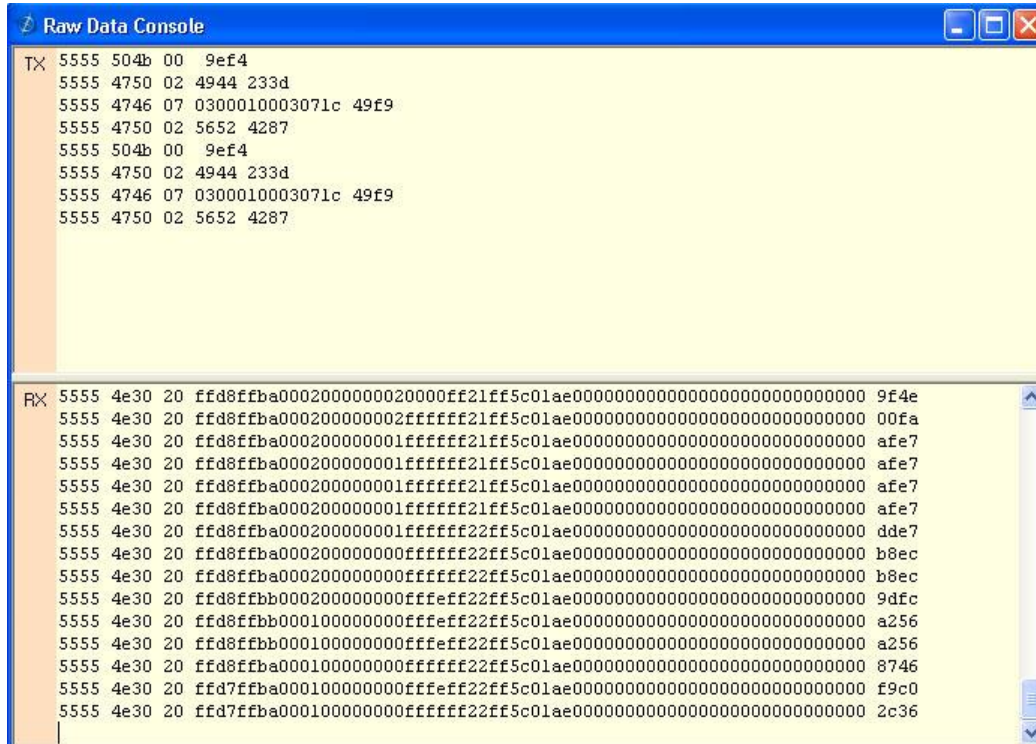 Raw Data Console
TX 5555 504b 00 9ef4
5555 4750 02 4944 233d
5555 4746 07 0300010003071c 49f9
5555 4750 02 5652 4287
5555 504b 00 9ef4
5555 4750 02 4944 233d
5555 4746 07 0300010003071c 49f9
5555 4750 02 5652 4287
RX 5555 4e30 20 ffd8ffba0002000000020000ff21ff5c01ae0000000000000000000000000000 9f4e
5555 4e30 20 ffd8ffba000200000002ffffff21ff5c01ae0000000000000000000000000000 00fa
5555 4e30 20 ffd8ffba000200000001ffffff21ff5c01ae0000000000000000000000000000 afe7
5555 4e30 20 ffd8ffba000200000001ffffff21ff5c01ae0000000000000000000000000000 afe7
5555 4e30 20 ffd8ffba000200000001ffffff21ff5c01ae0000000000000000000000000000 afe7
5555 4e30 20 ffd8ffba000200000001ffffff21ff5c01ae0000000000000000000000000000 afe7
5555 4e30 20 ffd8ffba000200000001ffffff22ff5c01ae0000000000000000000000000000 dde7
5555 4e30 20 ffd8ffba000200000000ffffff22ff5c01ae0000000000000000000000000000 b8ec
5555 4e30 20 ffd8ffba000200000000ffffff22ff5c01ae0000000000000000000000000000 b8ec
5555 4e30 20 ffd8ffbb000200000000fffeff22ff5c01ae0000000000000000000000000000 9dfc
5555 4e30 20 ffd8ffbb000100000000fffeff22ff5c01ae0000000000000000000000000000 a256
5555 4e30 20 ffd8ffbb000100000000fffeff22ff5c01ae0000000000000000000000000000 a256
5555 4e30 20 ffd8ffba000100000000ffffff22ff5c01ae0000000000000000000000000000 8746
5555 4e30 20 ffd7ffba000100000000fffeff22ff5c01ae0000000000000000000000000000 f9c0
5555 4e30 20 ffd7ffba000100000000ffffff22ff5c01ae0000000000000000000000000000 2c36